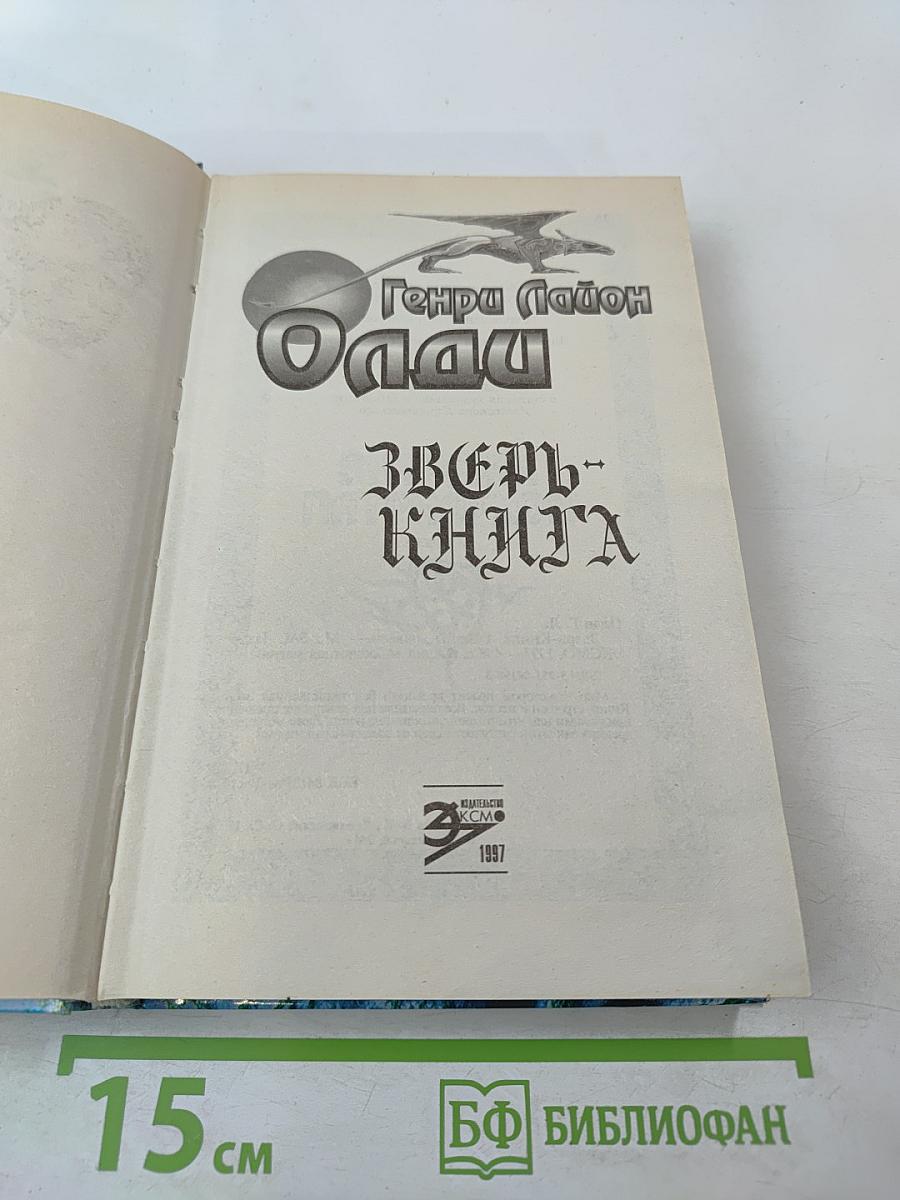 Генри Лайон
Олди
ЗВЕРЬ-
КНИГА
ИЗДАТЕЛЬСТВО
ЭКСМО
1997
15 см
БФ БИБЛИОФАН